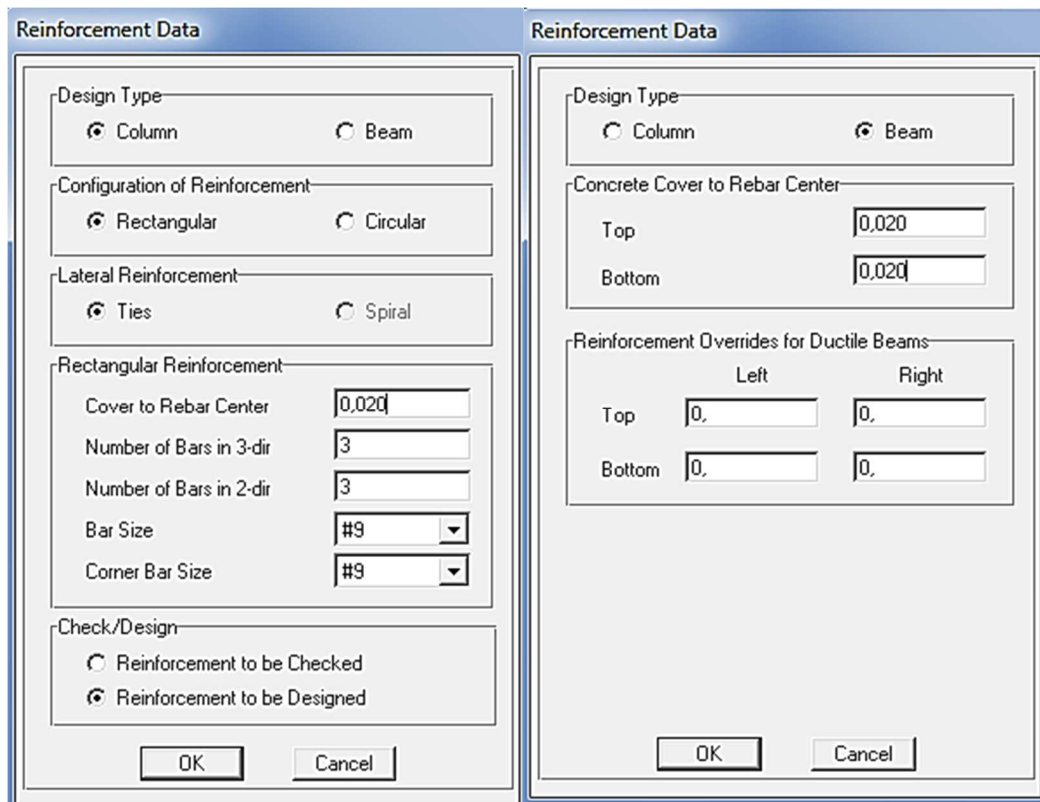 Reinforcement Data
Design Type
Column Beam
Configuration of Reinforcement
Rectangular Circular
Lateral Reinforcement
Ties Spiral
Rectangular Reinforcement
Cover to Rebar Center 0,020
Number of Bars in 3-dir 3
Number of Bars in 2-dir 3
Bar Size #9
Corner Bar Size #9
Check/Design
Reinforcement to be Checked
Reinforcement to be Designed
OK Cancel
Reinforcement Data
Design Type
Column Beam
Concrete Cover to Rebar Center
Top 0,020
Bottom 0,020
Reinforcement Overrides for Ductile Beams
Left Right
Top 0, 0,
Bottom 0, 0,
OK Cancel